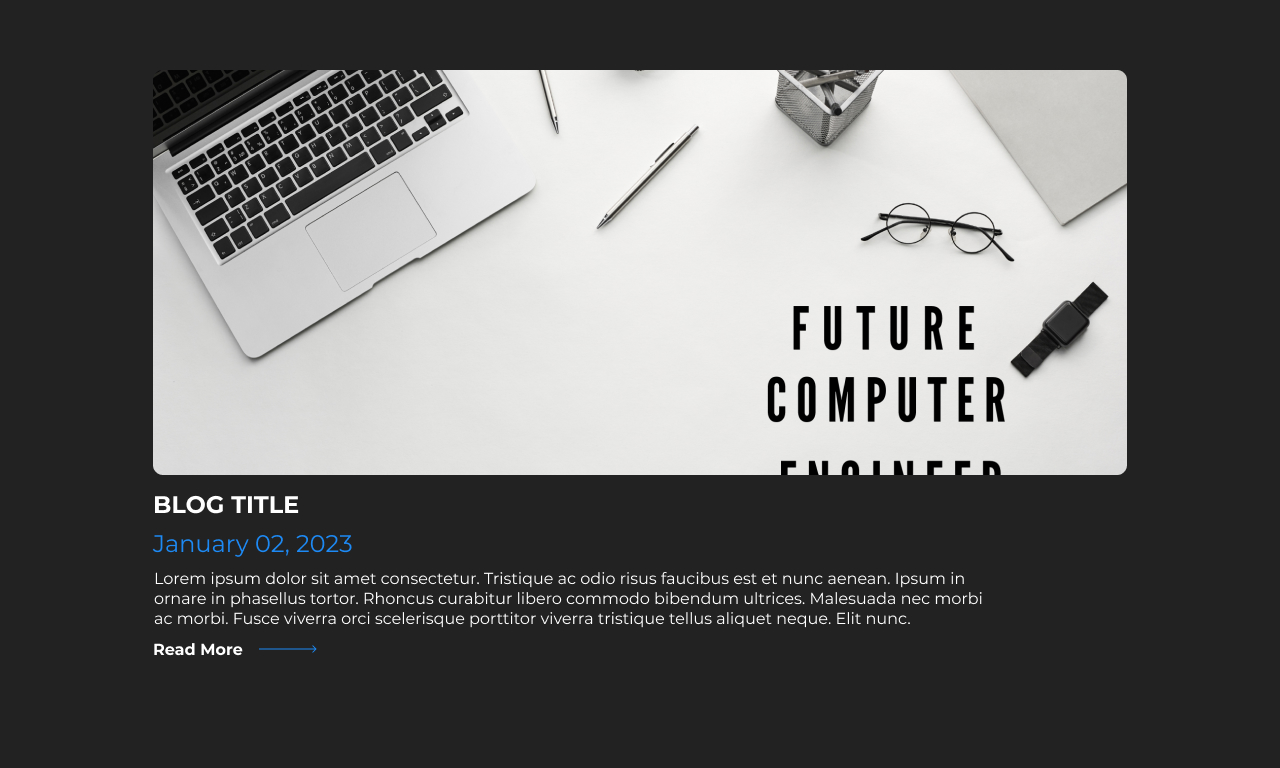 FUTURE
COMPUTER
ENGINEER
BLOG TITLE
January 02, 2023
Lorem ipsum dolor sit amet consectetur. Tristique ac odio risus faucibus est et nunc aenean. Ipsum in
ornare in phasellus tortor. Rhoncus curabitur libero commodo bibendum ultrices. Malesuada nec morbi
ac morbi. Fusce viverra orci scelerisque porttitor viverra tristique tellus aliquet neque. Elit nunc.
Read More